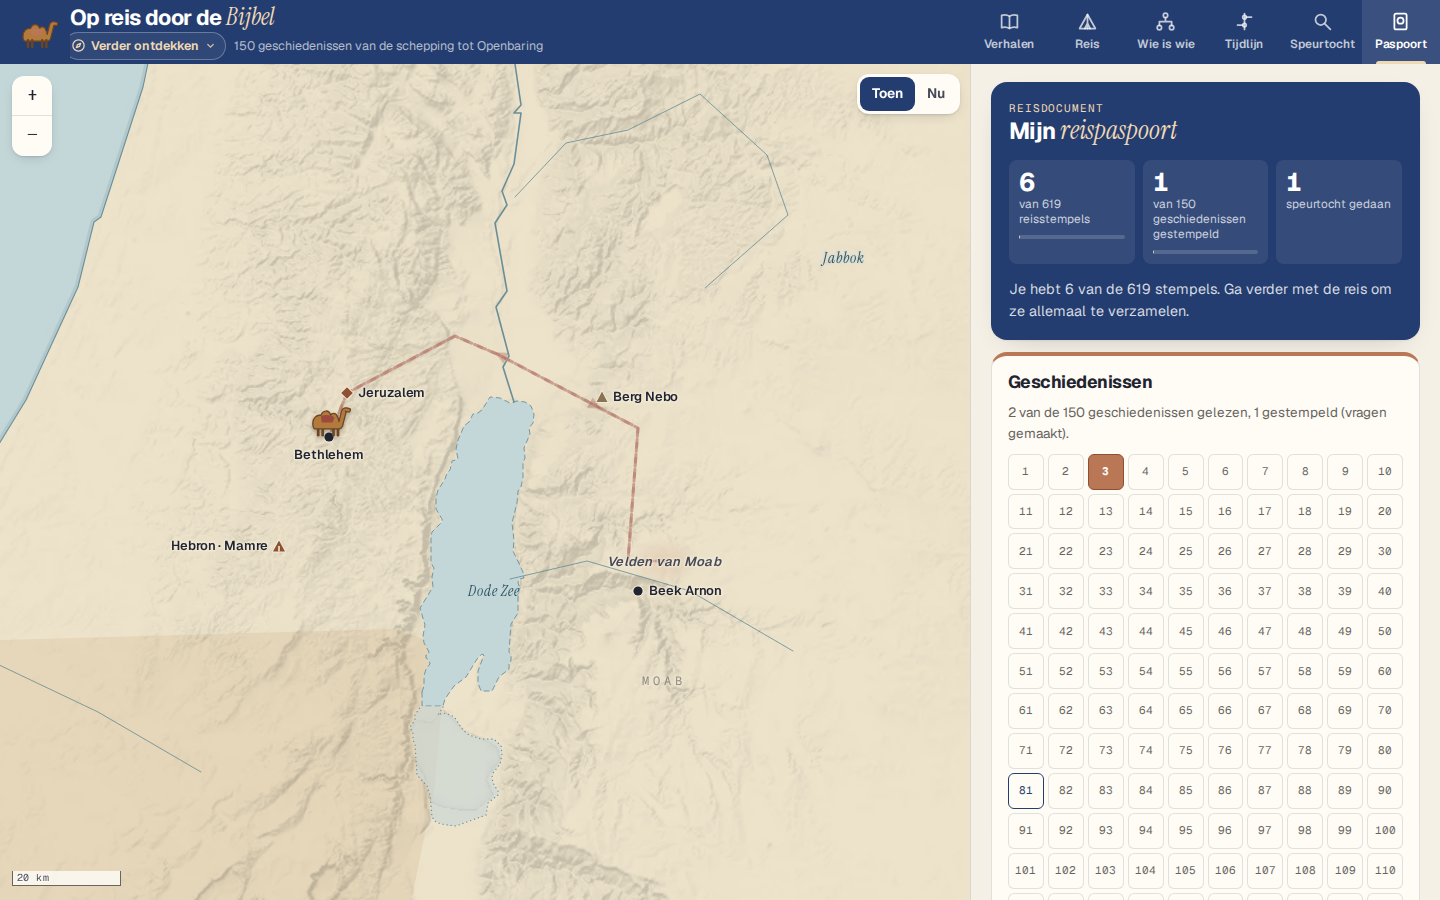 Op reis door de Bijbel
Verder ontdekken
150 geschiedenissen van de schepping tot Openbaring
Verhalen
Reis
Wie is wie
Tijdlijn
Speurtocht
Paspoort
+
−
Toen
Nu
Jabbok
Jeruzalem
Berg Nebo
Bethlehem
Hebron · Mamre
Velden van Moab
Dode Zee
Beek Arnon
MOAB
20 km
REISDOCUMENT
Mijn reispaspoort
6
van 619
reisstempels
1
van 150
geschiedenissen
gestempeld
1
speurtocht gedaan
Je hebt 6 van de 619 stempels. Ga verder met de reis om
ze allemaal te verzamelen.
Geschiedenissen
2 van de 150 geschiedenissen gelezen, 1 gestempeld (vragen
gemaakt).
1 2 3 4 5 6 7 8 9 10
11 12 13 14 15 16 17 18 19 20
21 22 23 24 25 26 27 28 29 30
31 32 33 34 35 36 37 38 39 40
41 42 43 44 45 46 47 48 49 50
51 52 53 54 55 56 57 58 59 60
61 62 63 64 65 66 67 68 69 70
71 72 73 74 75 76 77 78 79 80
81 82 83 84 85 86 87 88 89 90
91 92 93 94 95 96 97 98 99 100
101 102 103 104 105 106 107 108 109 110